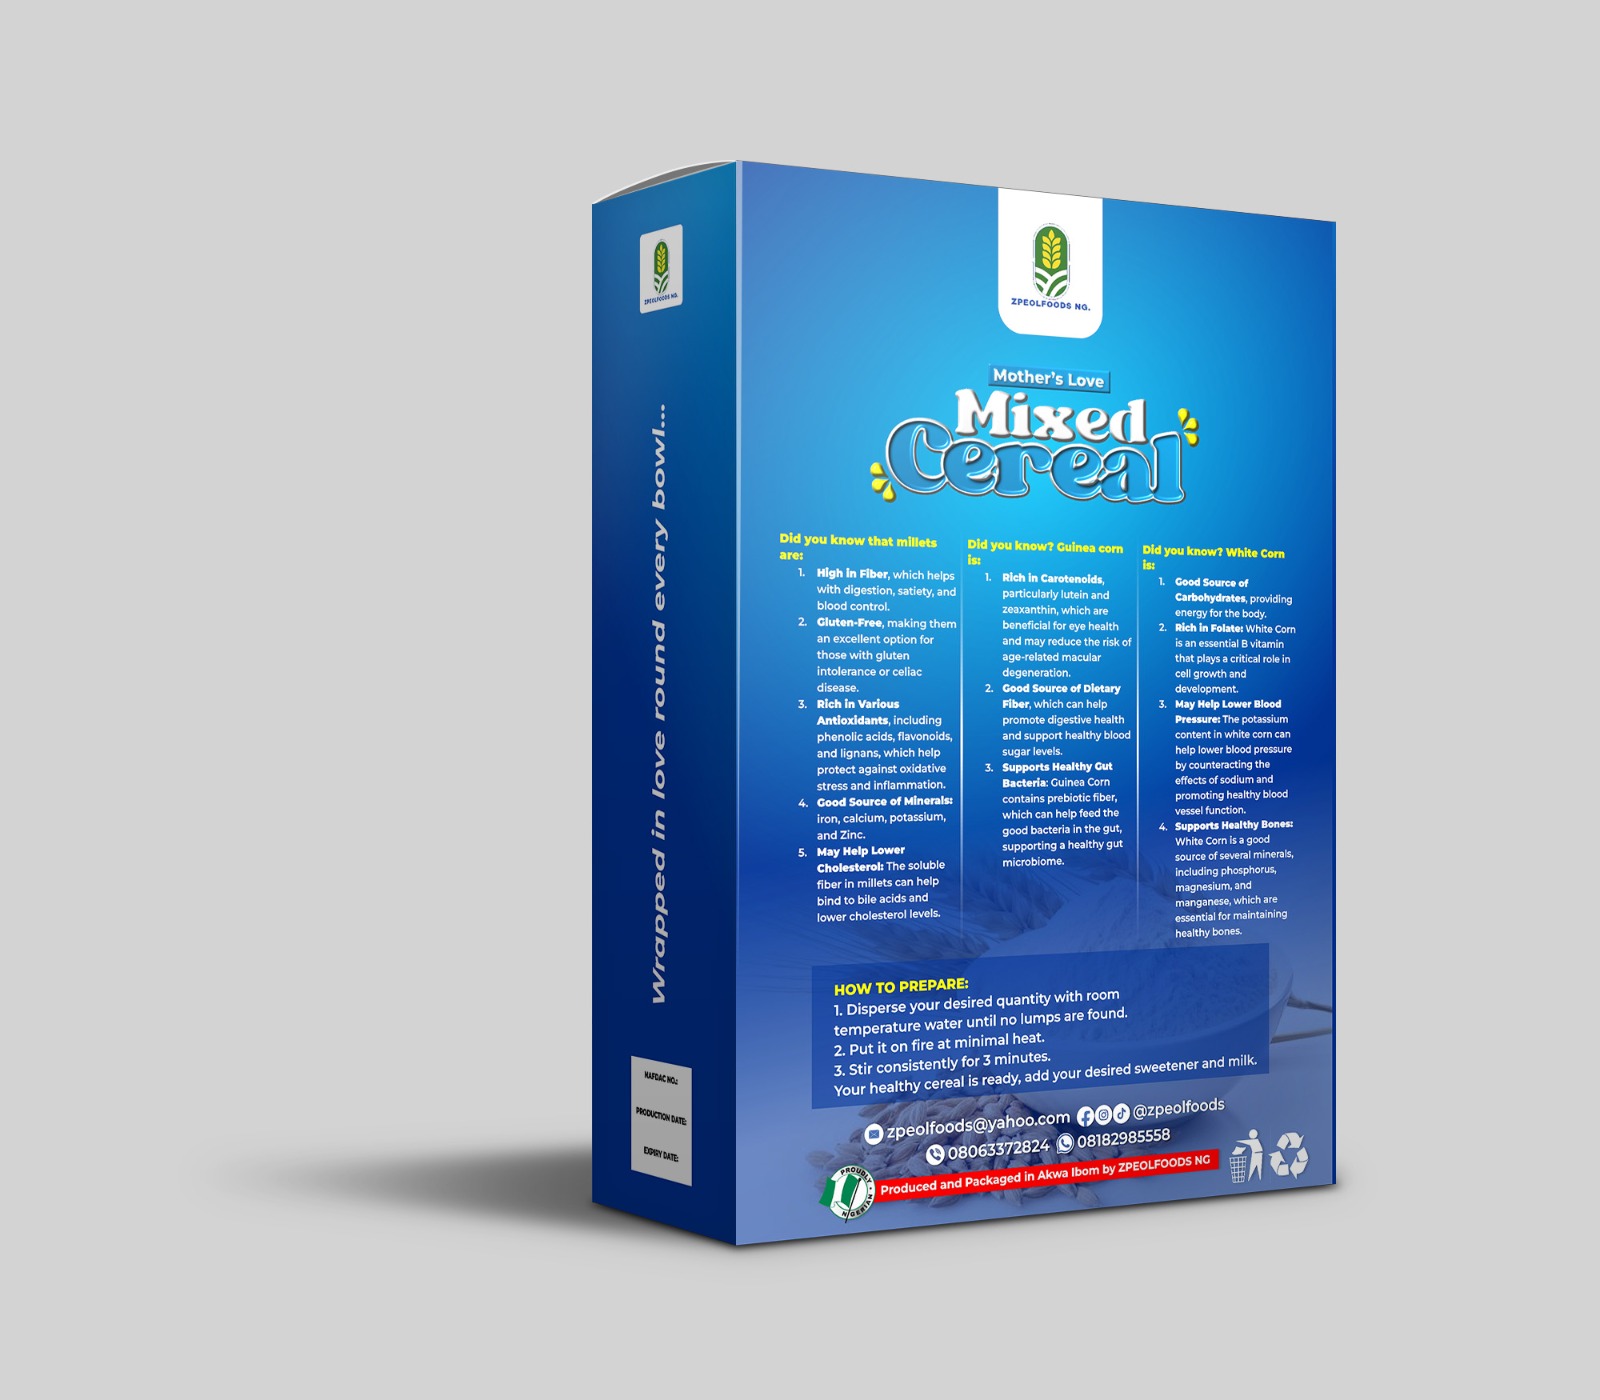 ZPEOLFOODS NG.
Wrapped in love round every bowl...
NAFDAC NO.:
PRODUCTION DATE:
EXPIRY DATE:
ZPEOLFOODS NG.
Mother's Love
Mixed
Cereal
Did you know that millets
are:
1. High in Fiber, which helps
with digestion, satiety, and
blood control.
2. Gluten-Free, making them
an excellent option for
those with gluten
intolerance or celiac
disease.
3. Rich in Various
Antioxidants, including
phenolic acids, flavonoids,
and lignans, which help
protect against oxidative
stress and inflammation.
4. Good Source of Minerals:
iron, calcium, potassium,
and Zinc.
5. May Help Lower
Cholesterol: The soluble
fiber in millets can help
bind to bile acids and
lower cholesterol levels.
Did you know? Guinea corn
is:
1. Rich in Carotenoids,
particularly lutein and
zeaxanthin, which are
beneficial for eye health
and may reduce the risk of
age-related macular
degeneration.
2. Good Source of Dietary
Fiber, which can help
promote digestive health
and support healthy blood
sugar levels.
3. Supports Healthy Gut
Bacteria: Guinea Corn
contains prebiotic fiber,
which can help feed the
good bacteria in the gut,
supporting a healthy gut
microbiome.
Did you know? White Corn
is:
1. Good Source of
Carbohydrates, providing
energy for the body.
2. Rich in Folate: White Corn
is an essential B vitamin
that plays a critical role in
cell growth and
development.
3. May Help Lower Blood
Pressure: The potassium
content in white corn can
help lower blood pressure
by counteracting the
effects of sodium and
promoting healthy blood
vessel function.
4. Supports Healthy Bones:
White Corn is a good
source of several minerals,
including phosphorus,
magnesium, and
manganese, which are
essential for maintaining
healthy bones.
HOW TO PREPARE:
1. Disperse your desired quantity with room
temperature water until no lumps are found.
2. Put it on fire at minimal heat.
3. Stir consistently for 3 minutes.
Your healthy cereal is ready, add your desired sweetener and milk.
zpeolfoods@yahoo.com @zpeolfoods
08063372824 08182985558
PROUDLY NIGERIAN
Produced and Packaged in Akwa Ibom by ZPEOLFOODS NG